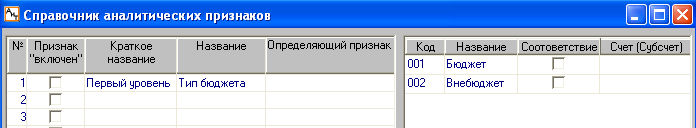 Справочник аналитических признаков
№ Признак "включен" Краткое название Название Определяющий признак
1 Первый уровень Тип бюджета
2
3
Код Название Соответствие Счет (Субсчет)
001 Бюджет
002 Внебюджет